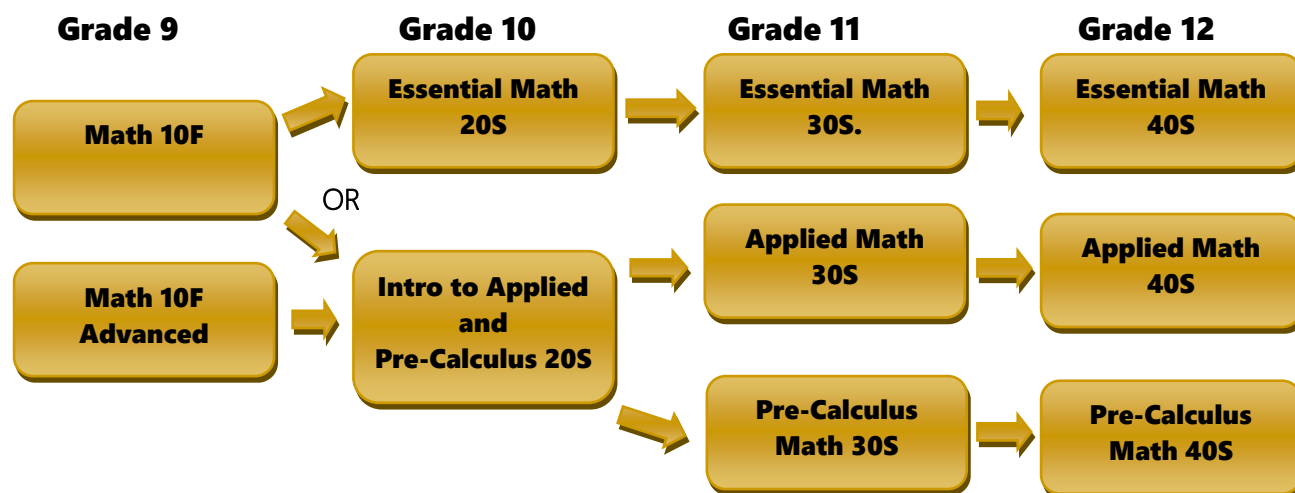 Grade 9
Grade 10
Grade 11
Grade 12
Math 10F
OR
Math 10F
Advanced
Essential Math
20S
Intro to Applied
and
Pre-Calculus 20S
Essential Math
30S.
Applied Math
30S
Pre-Calculus
Math 30S
Essential Math
40S
Applied Math
40S
Pre-Calculus
Math 40S